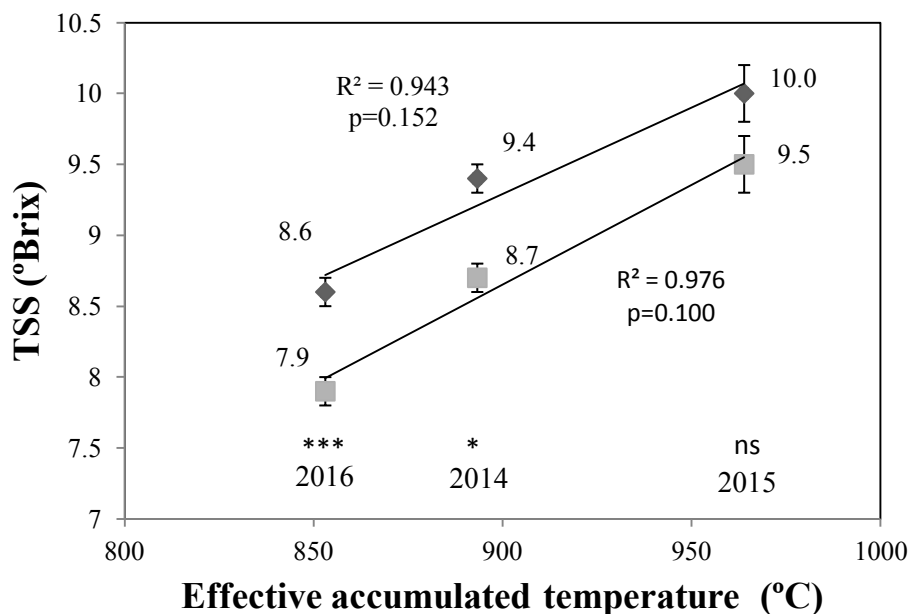 10.5
10
9.5
9
8.5
8
7.5
7
TSS (ºBrix)
R² = 0.943
p=0.152
10.0
9.4
9.5
8.6
8.7
R² = 0.976
p=0.100
7.9
*** * ns
2016 2014 2015
800 850 900 950 1000
Effective accumulated temperature (ºC)